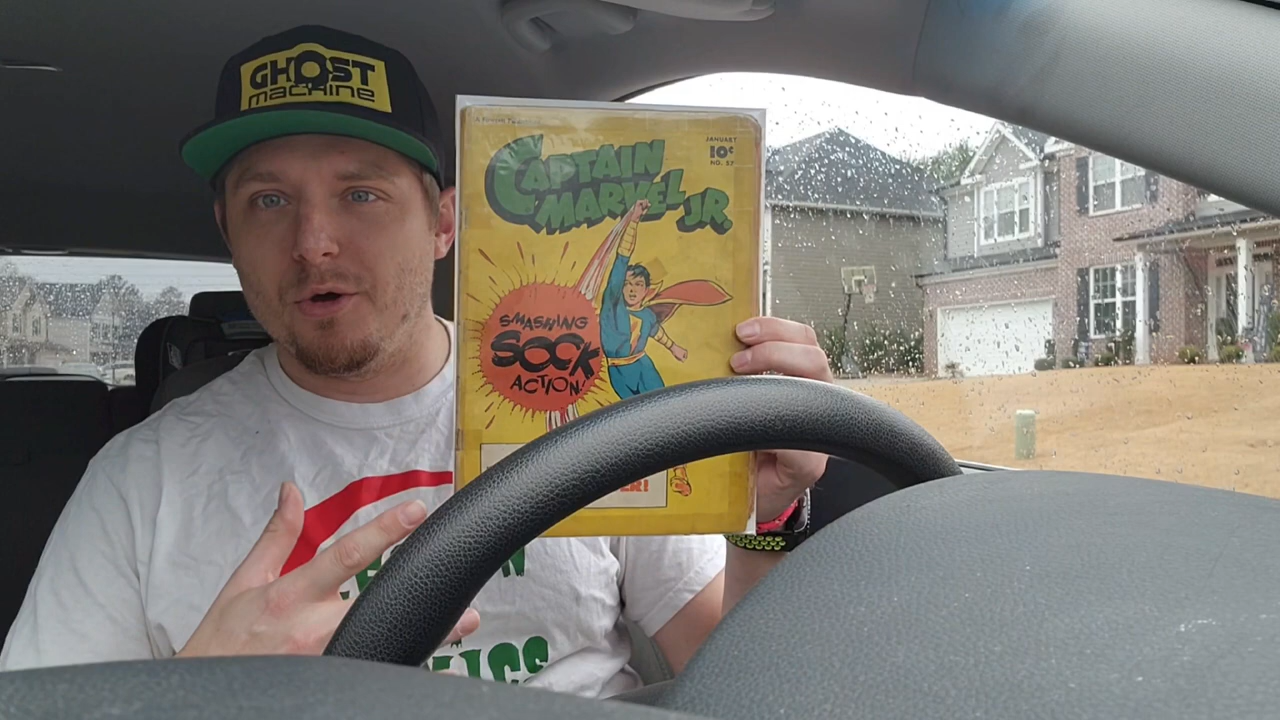 GHOST
machine
A Fawcett Publication
CAPTAIN
MARVEL JR.
JANUARY
10¢
NO. 57
SMASHING
SOCK
ACTION!